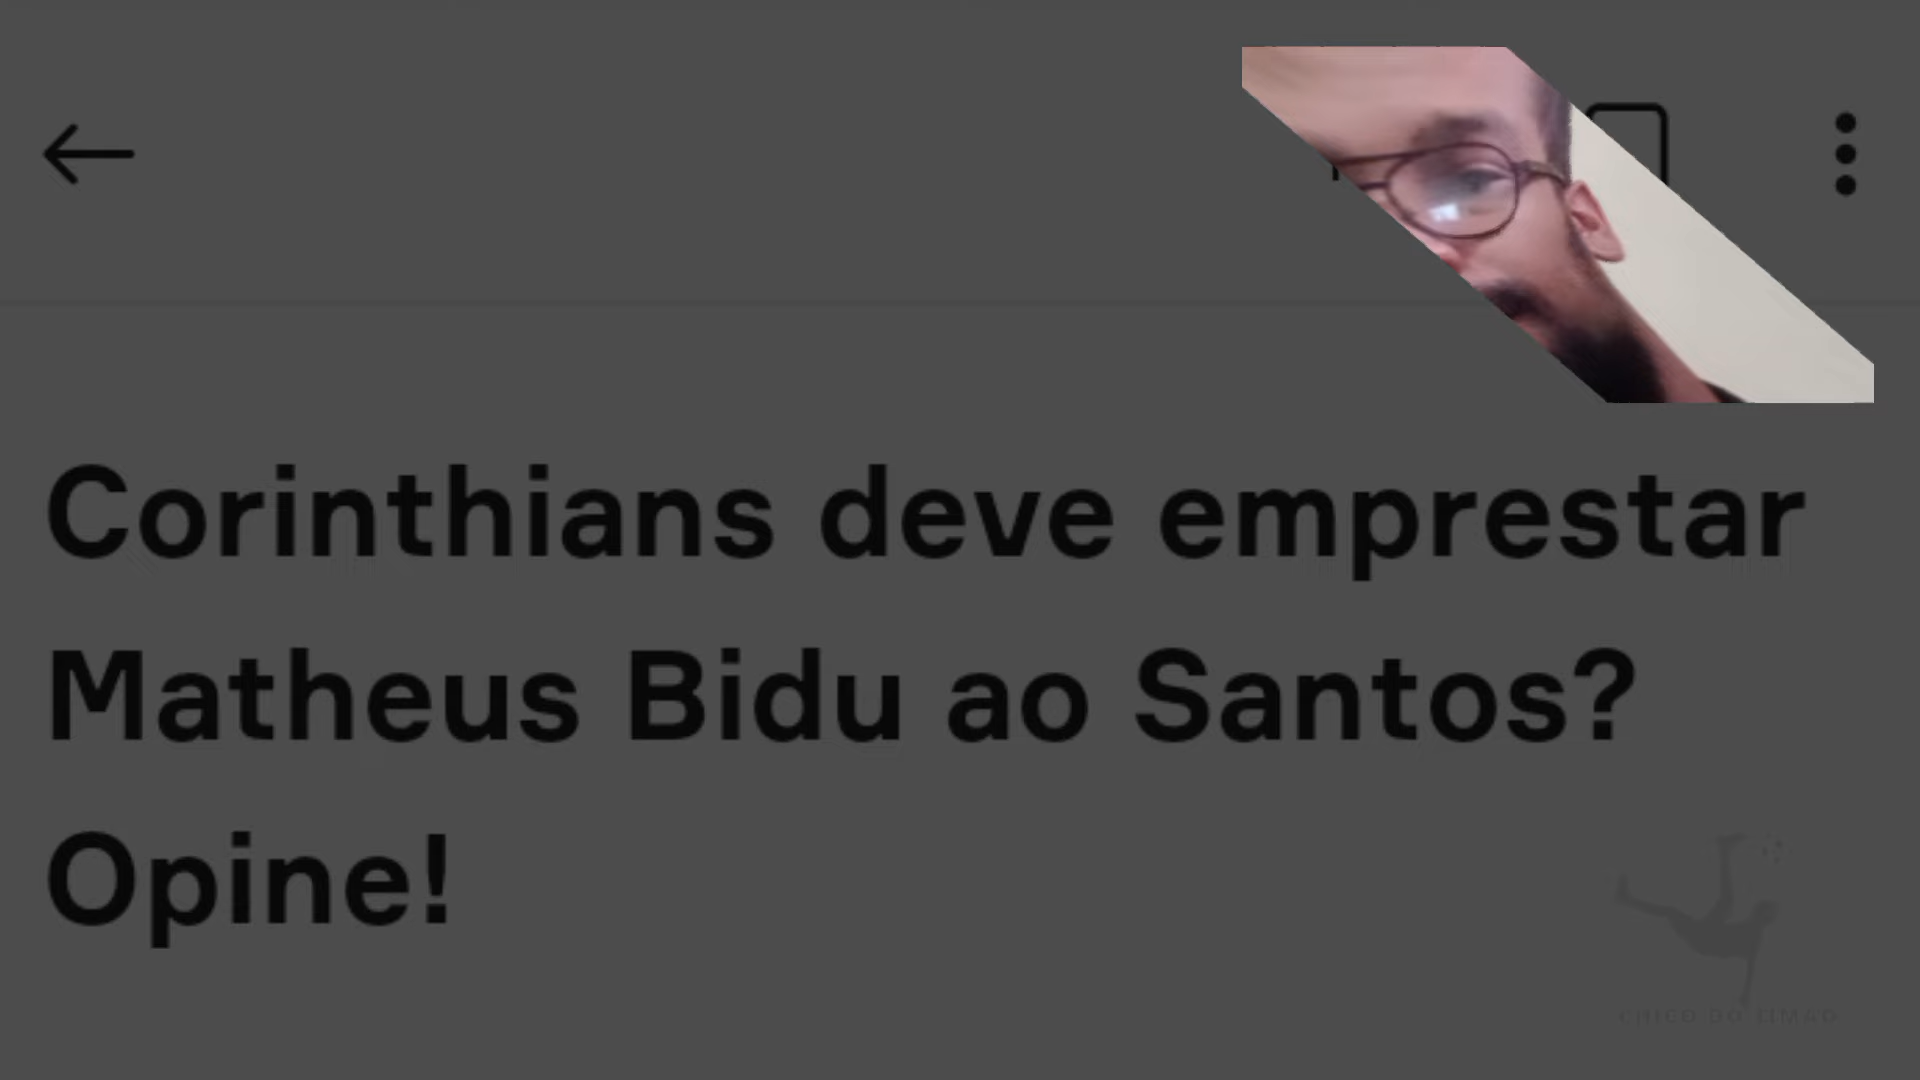 Corinthians deve emprestar
Matheus Bidu ao Santos?
Opine!